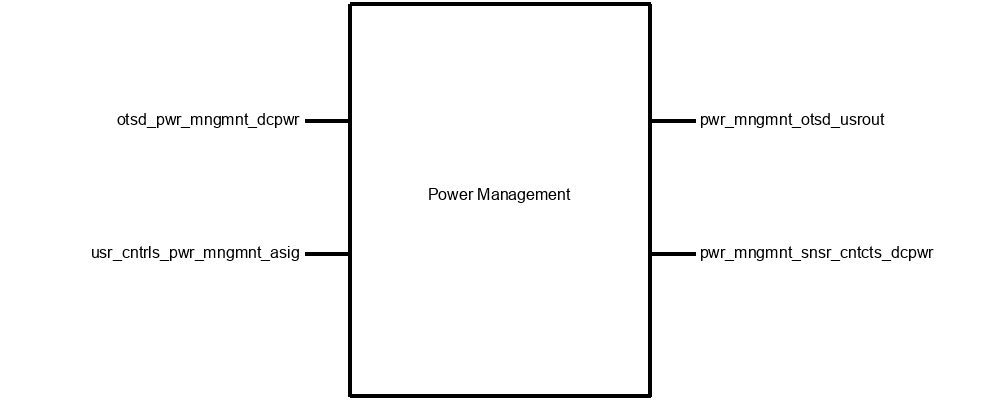 otsd_pwr_mngmnt_dcpwr
pwr_mngmnt_otsd_usrout
Power Management
usr_cntrls_pwr_mngmnt_asig
pwr_mngmnt_snsr_cntcts_dcpwr